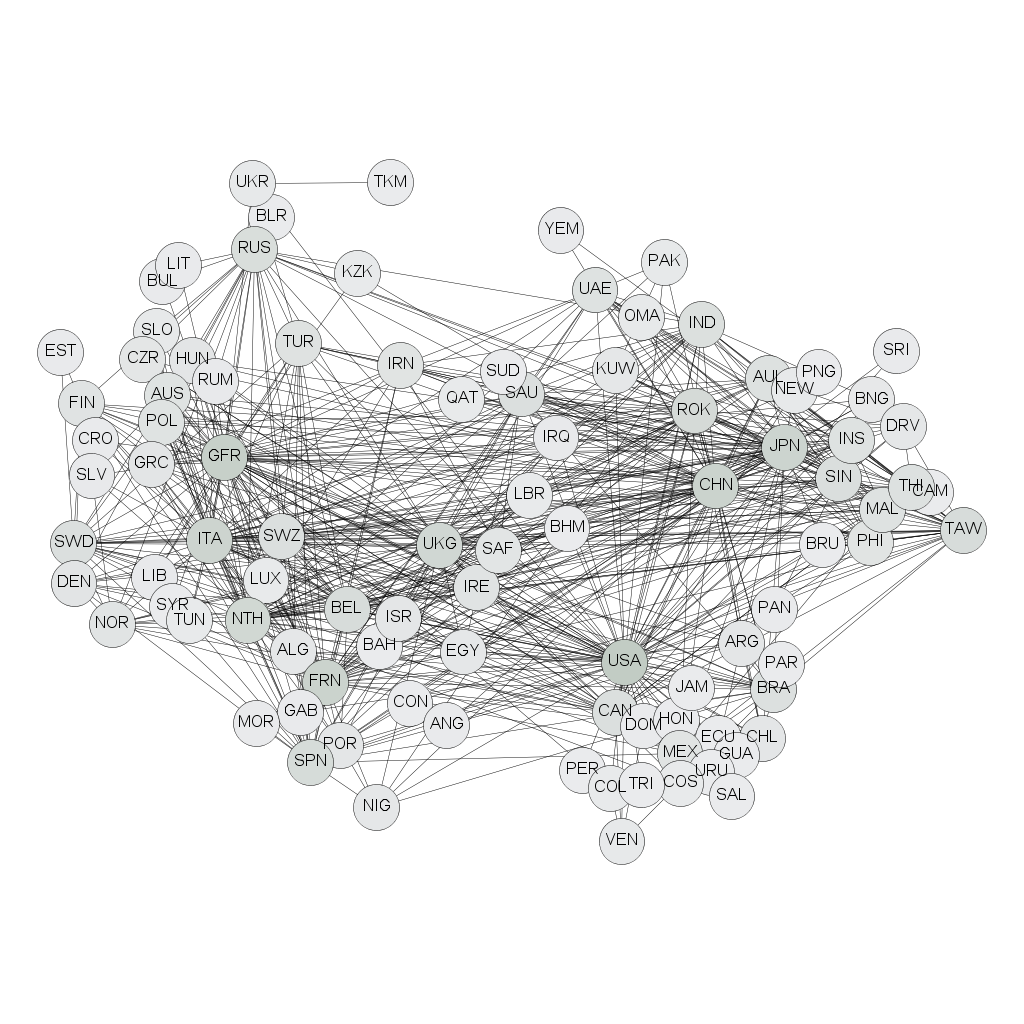 UKR
TKM
BLR
YEM
RUS
LIT
KZK
BUL
PAK
UAE
OMA
IND
SLO
TUR
EST
CZR
HUN
SRI
IRN
SUD
KUW
RUM
AUS
SAU
AUL
PNG
NEW
FIN
QAT
BNG
ROK
POL
CRO
IRQ
DRV
INS
JPN
GRC
GFR
SLV
CHN
SIN
THI
CAM
LBR
MAL
BHM
TAW
SWD
ITA
SWZ
UKG
SAF
BRU
PHI
DEN
LIB
LUX
IRE
SYR
TUN
NOR
NTH
BEL
ISR
PAN
BAH
ALG
EGY
ARG
USA
PAR
FRN
JAM
BRA
GAB
CON
MOR
ANG
CAN
DOM
HON
POR
ECU
CHL
SPN
MEX
GUA
PER
URU
COL
TRI
COS
SAL
NIG
VEN